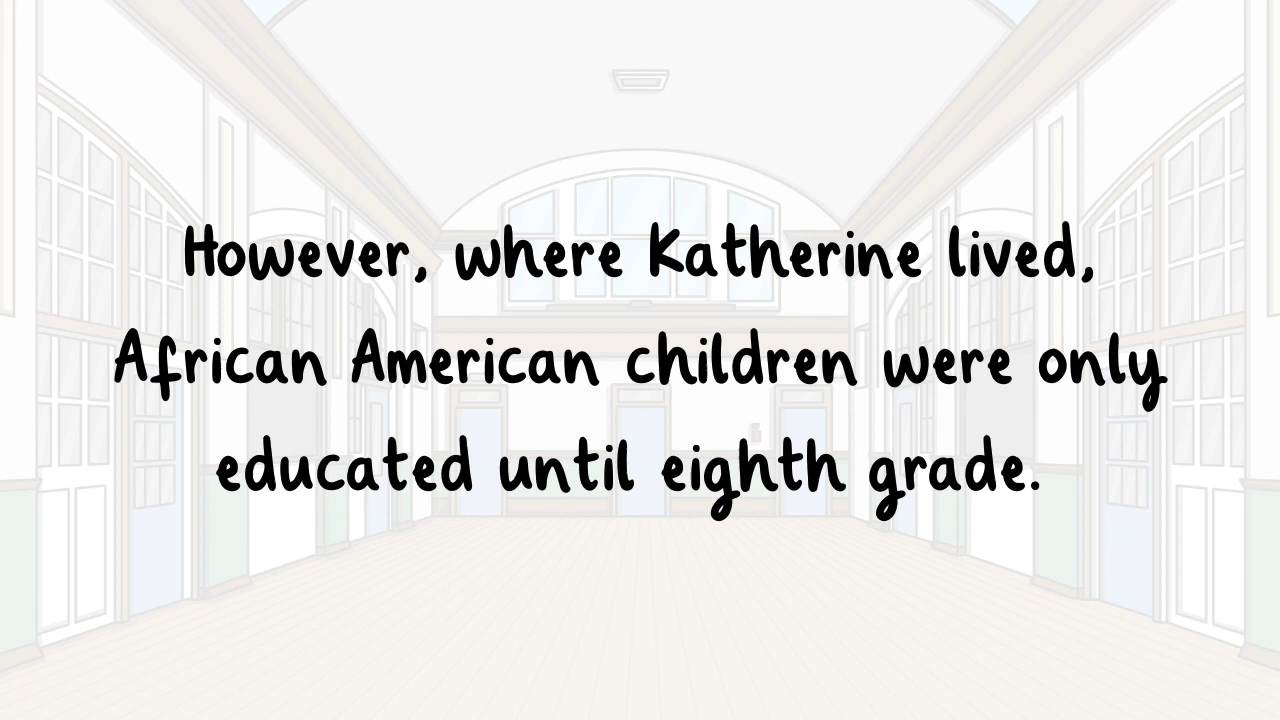 However, where Katherine lived,
African American children were only
educated until eighth grade.